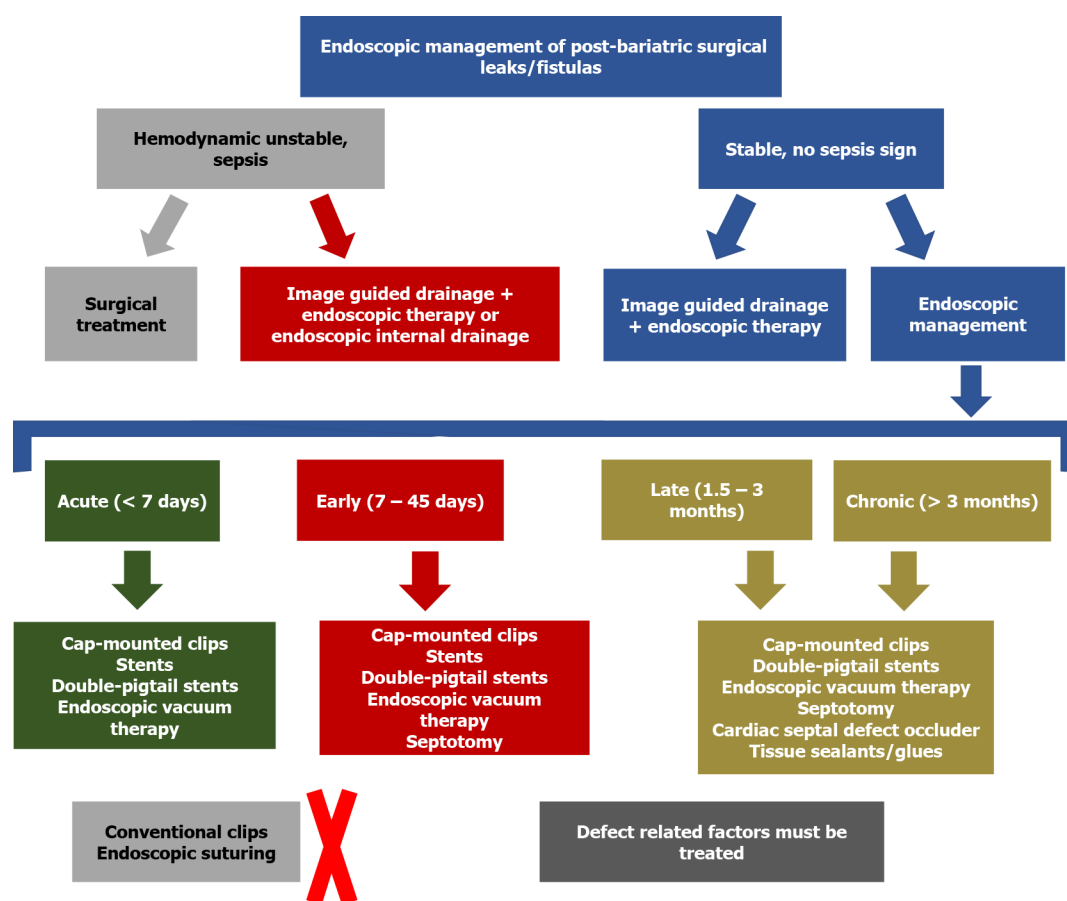 Endoscopic management of post-bariatric surgical
leaks/fistulas
Hemodynamic unstable,
sepsis
Stable, no sepsis sign
Surgical
treatment
Image guided drainage +
endoscopic therapy or
endoscopic internal drainage
Image guided drainage
+ endoscopic therapy
Endoscopic
management
Acute (< 7 days)
Early (7 – 45 days)
Late (1.5 – 3
months)
Chronic (> 3 months)
Cap-mounted clips
Stents
Double-pigtail stents
Endoscopic vacuum
therapy
Cap-mounted clips
Stents
Double-pigtail stents
Endoscopic vacuum
therapy
Septotomy
Cap-mounted clips
Double-pigtail stents
Endoscopic vacuum therapy
Septotomy
Cardiac septal defect occluder
Tissue sealants/glues
Conventional clips
Endoscopic suturing
Defect related factors must be
treated